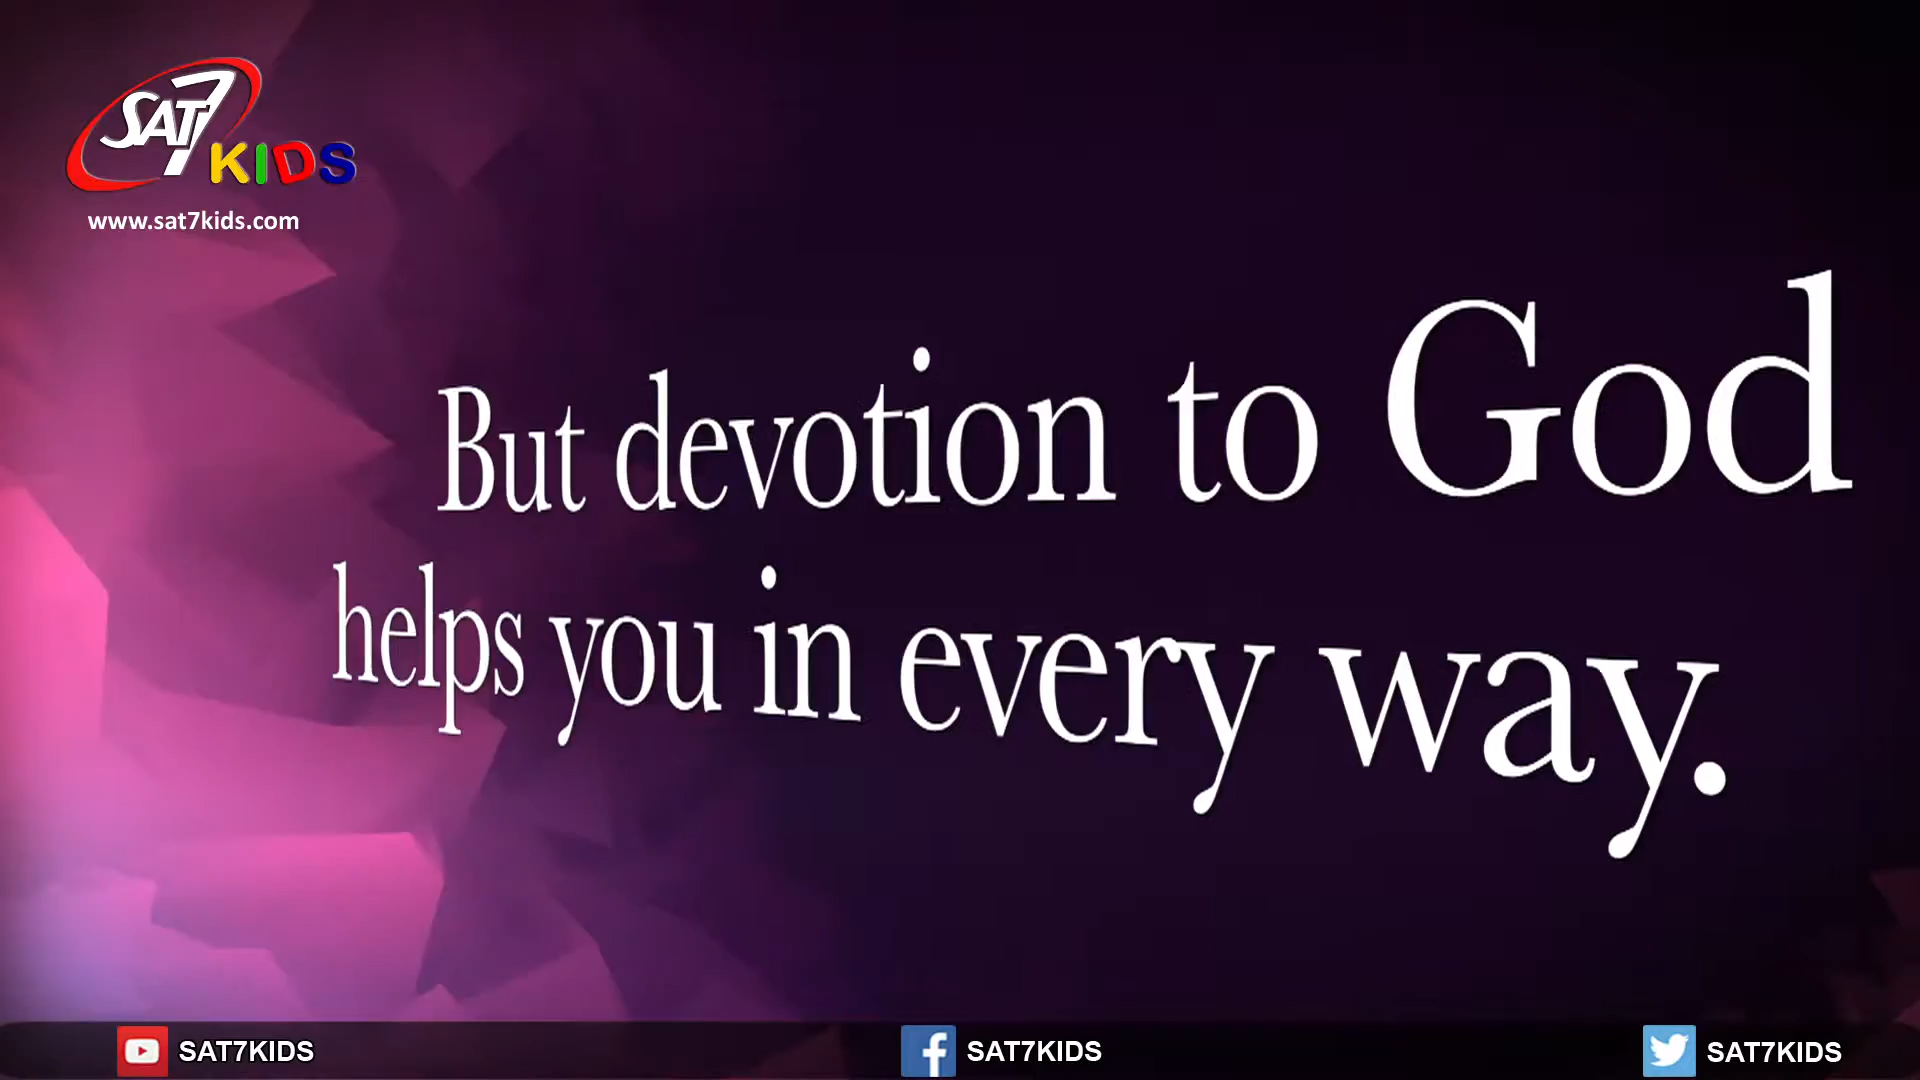 SAT7
KIDS
www.sat7kids.com
But devotion to God
helps you in every way.
SAT7KIDS
SAT7KIDS
SAT7KIDS